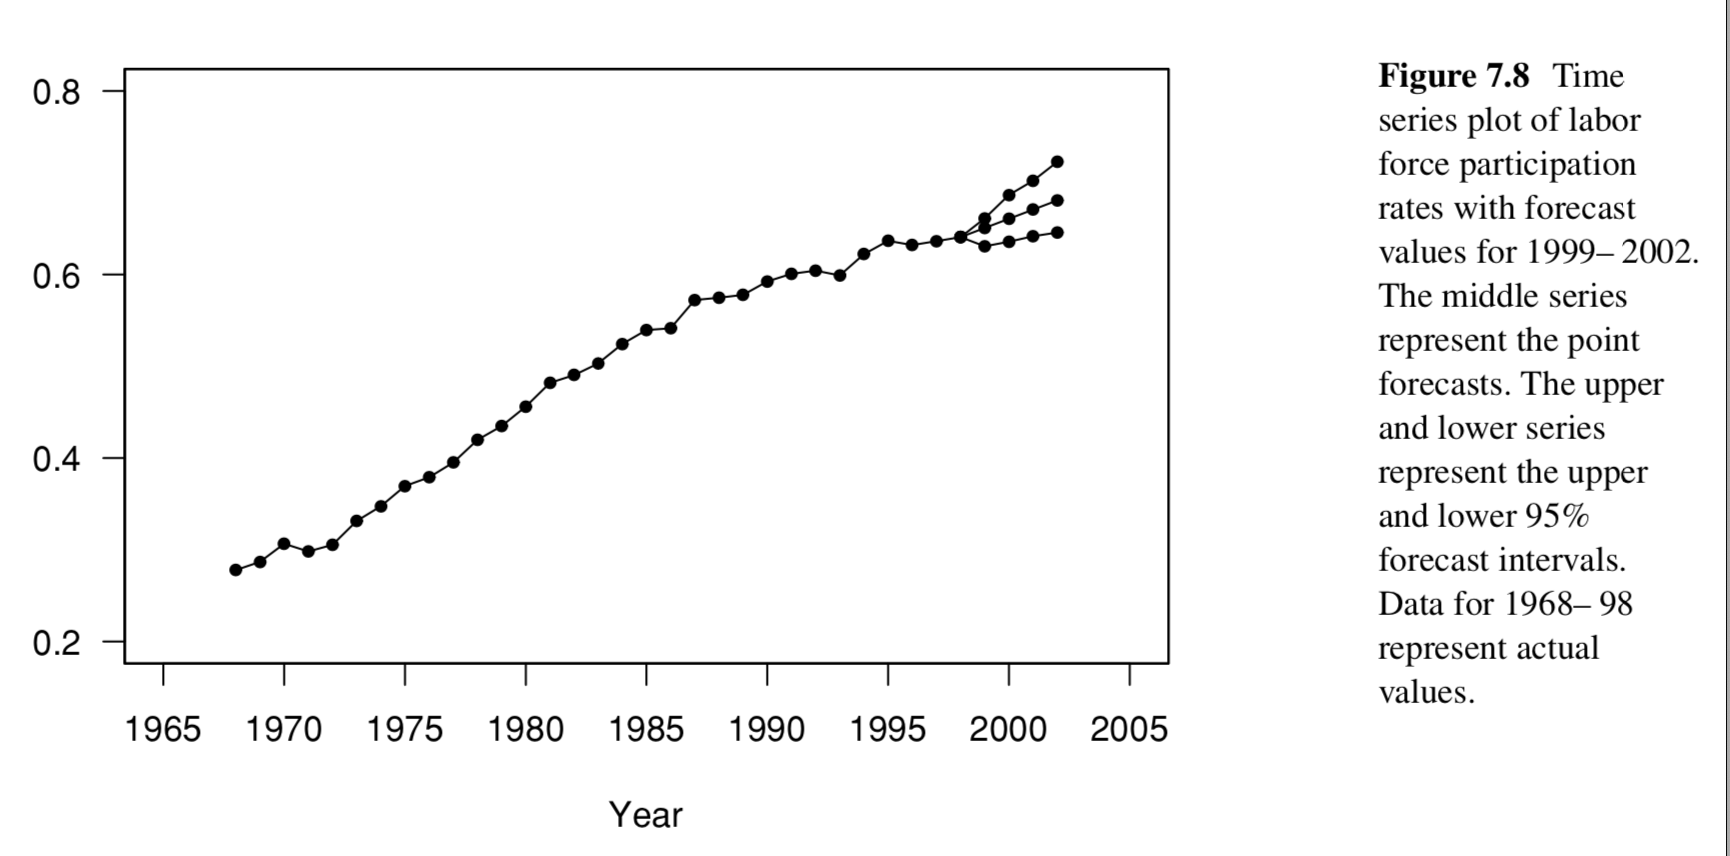 0.8
0.6
0.4
0.2
1965 1970 1975 1980 1985 1990 1995 2000 2005
Year
Figure 7.8 Time
series plot of labor
force participation
rates with forecast
values for 1999– 2002.
The middle series
represent the point
forecasts. The upper
and lower series
represent the upper
and lower 95%
forecast intervals.
Data for 1968– 98
represent actual
values.